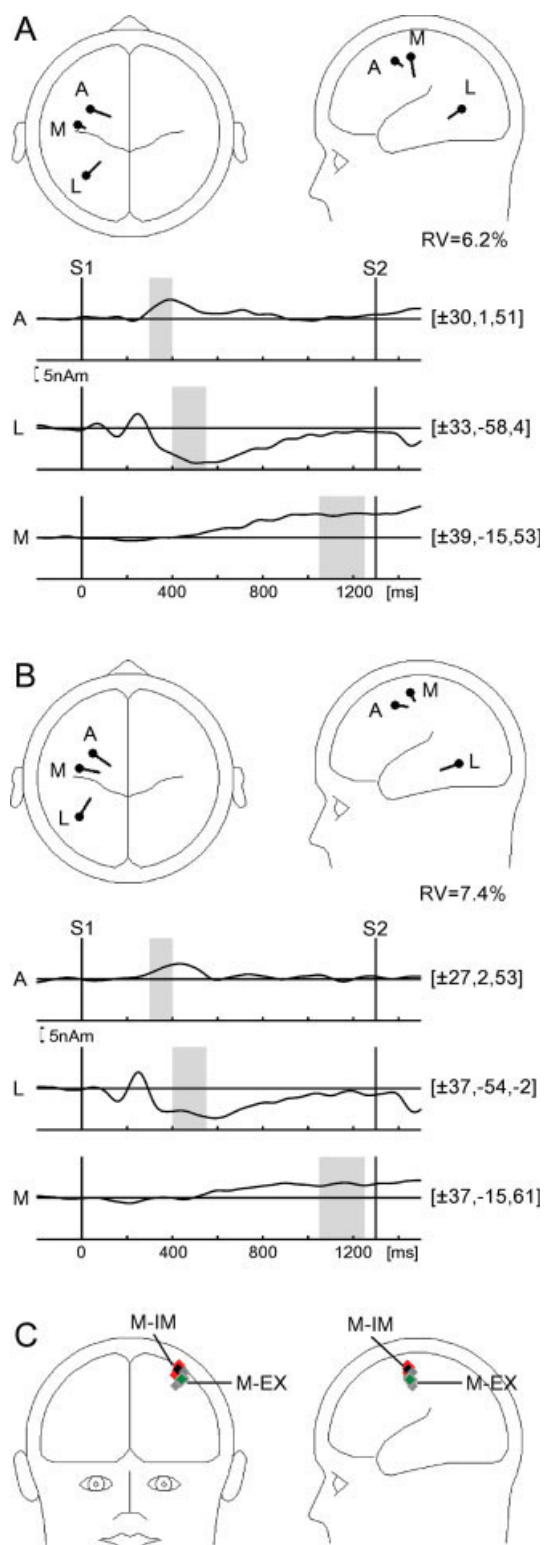 A
A
M
L
M
A
L
RV=6.2%
S1
S2
A
[±30,1,51]
5nAm
L
[±33,-58,4]
M
[±39,-15,53]
0
400
800
1200
[ms]
B
A
M
L
M
A
L
RV=7.4%
S1
S2
A
[±27,2,53]
5nAm
L
[±37,-54,-2]
M
[±37,-15,61]
0
400
800
1200
[ms]
C
M-IM
M-EX
M-IM
M-EX